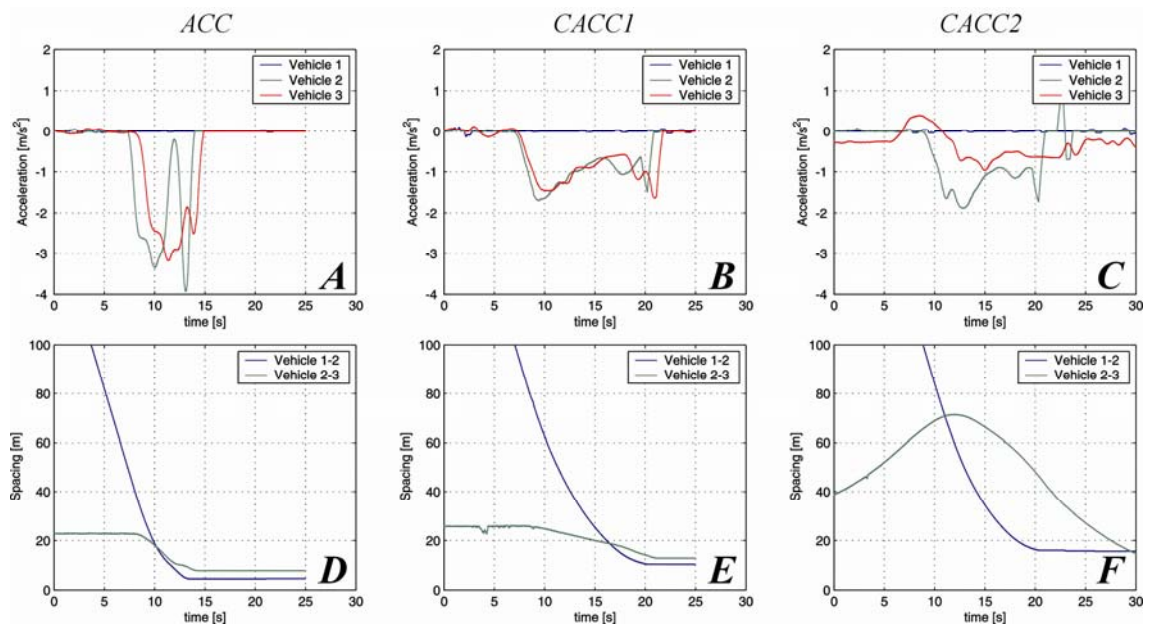 ACC
CACC1
CACC2
2
1
0
-1
-2
-3
-4
Acceleration [m/s²]
Vehicle 1
Vehicle 2
Vehicle 3
A
0 5 10 15 20 25 30
time [s]
2
1
0
-1
-2
-3
-4
Acceleration [m/s²]
Vehicle 1
Vehicle 2
Vehicle 3
B
0 5 10 15 20 25 30
time [s]
2
1
0
-1
-2
-3
-4
Acceleration [m/s²]
Vehicle 1
Vehicle 2
Vehicle 3
C
0 5 10 15 20 25 30
time [s]
100
80
60
40
20
0
Spacing [m]
Vehicle 1-2
Vehicle 2-3
D
0 5 10 15 20 25 30
time [s]
100
80
60
40
20
0
Spacing [m]
Vehicle 1-2
Vehicle 2-3
E
0 5 10 15 20 25 30
time [s]
100
80
60
40
20
0
Spacing [m]
Vehicle 1-2
Vehicle 2-3
F
0 5 10 15 20 25 30
time [s]